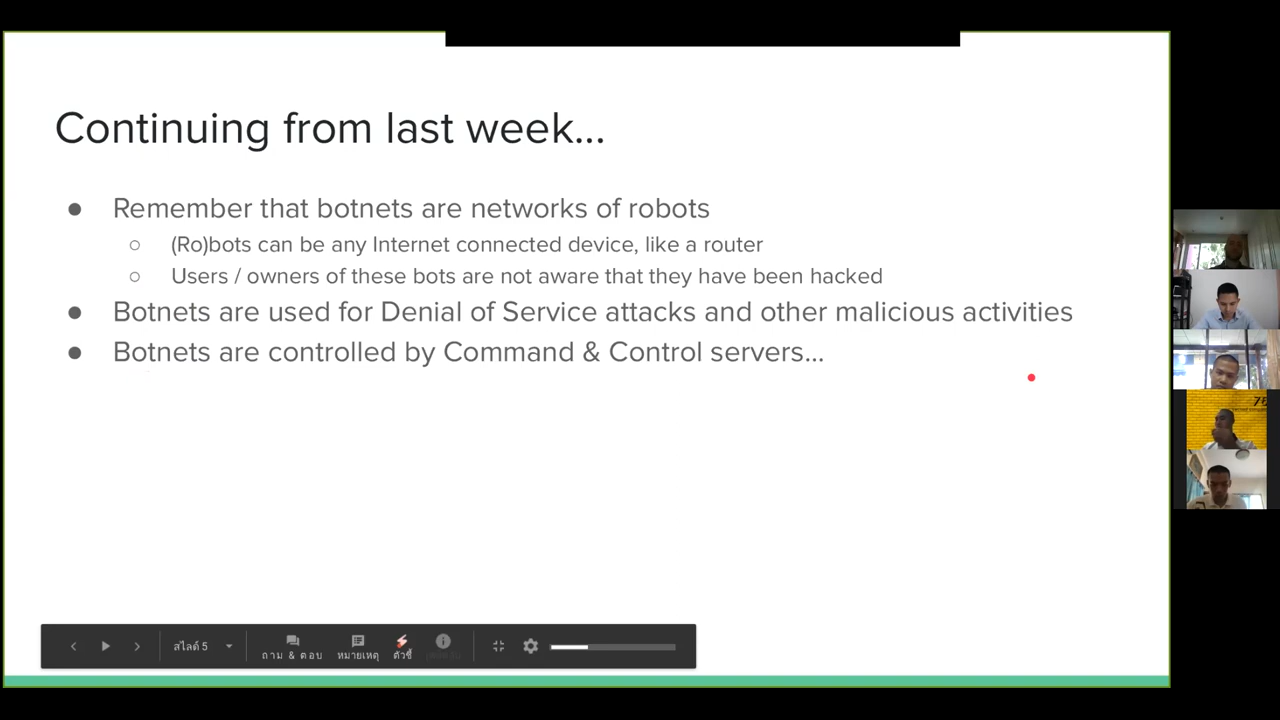 Continuing from last week...
● Remember that botnets are networks of robots
○ (Ro)bots can be any Internet connected device, like a router
○ Users / owners of these bots are not aware that they have been hacked
● Botnets are used for Denial of Service attacks and other malicious activities
● Botnets are controlled by Command & Control servers...
สไลด์ 5
ถาม & ตอบ
หมายเหตุ
ตัวชี้